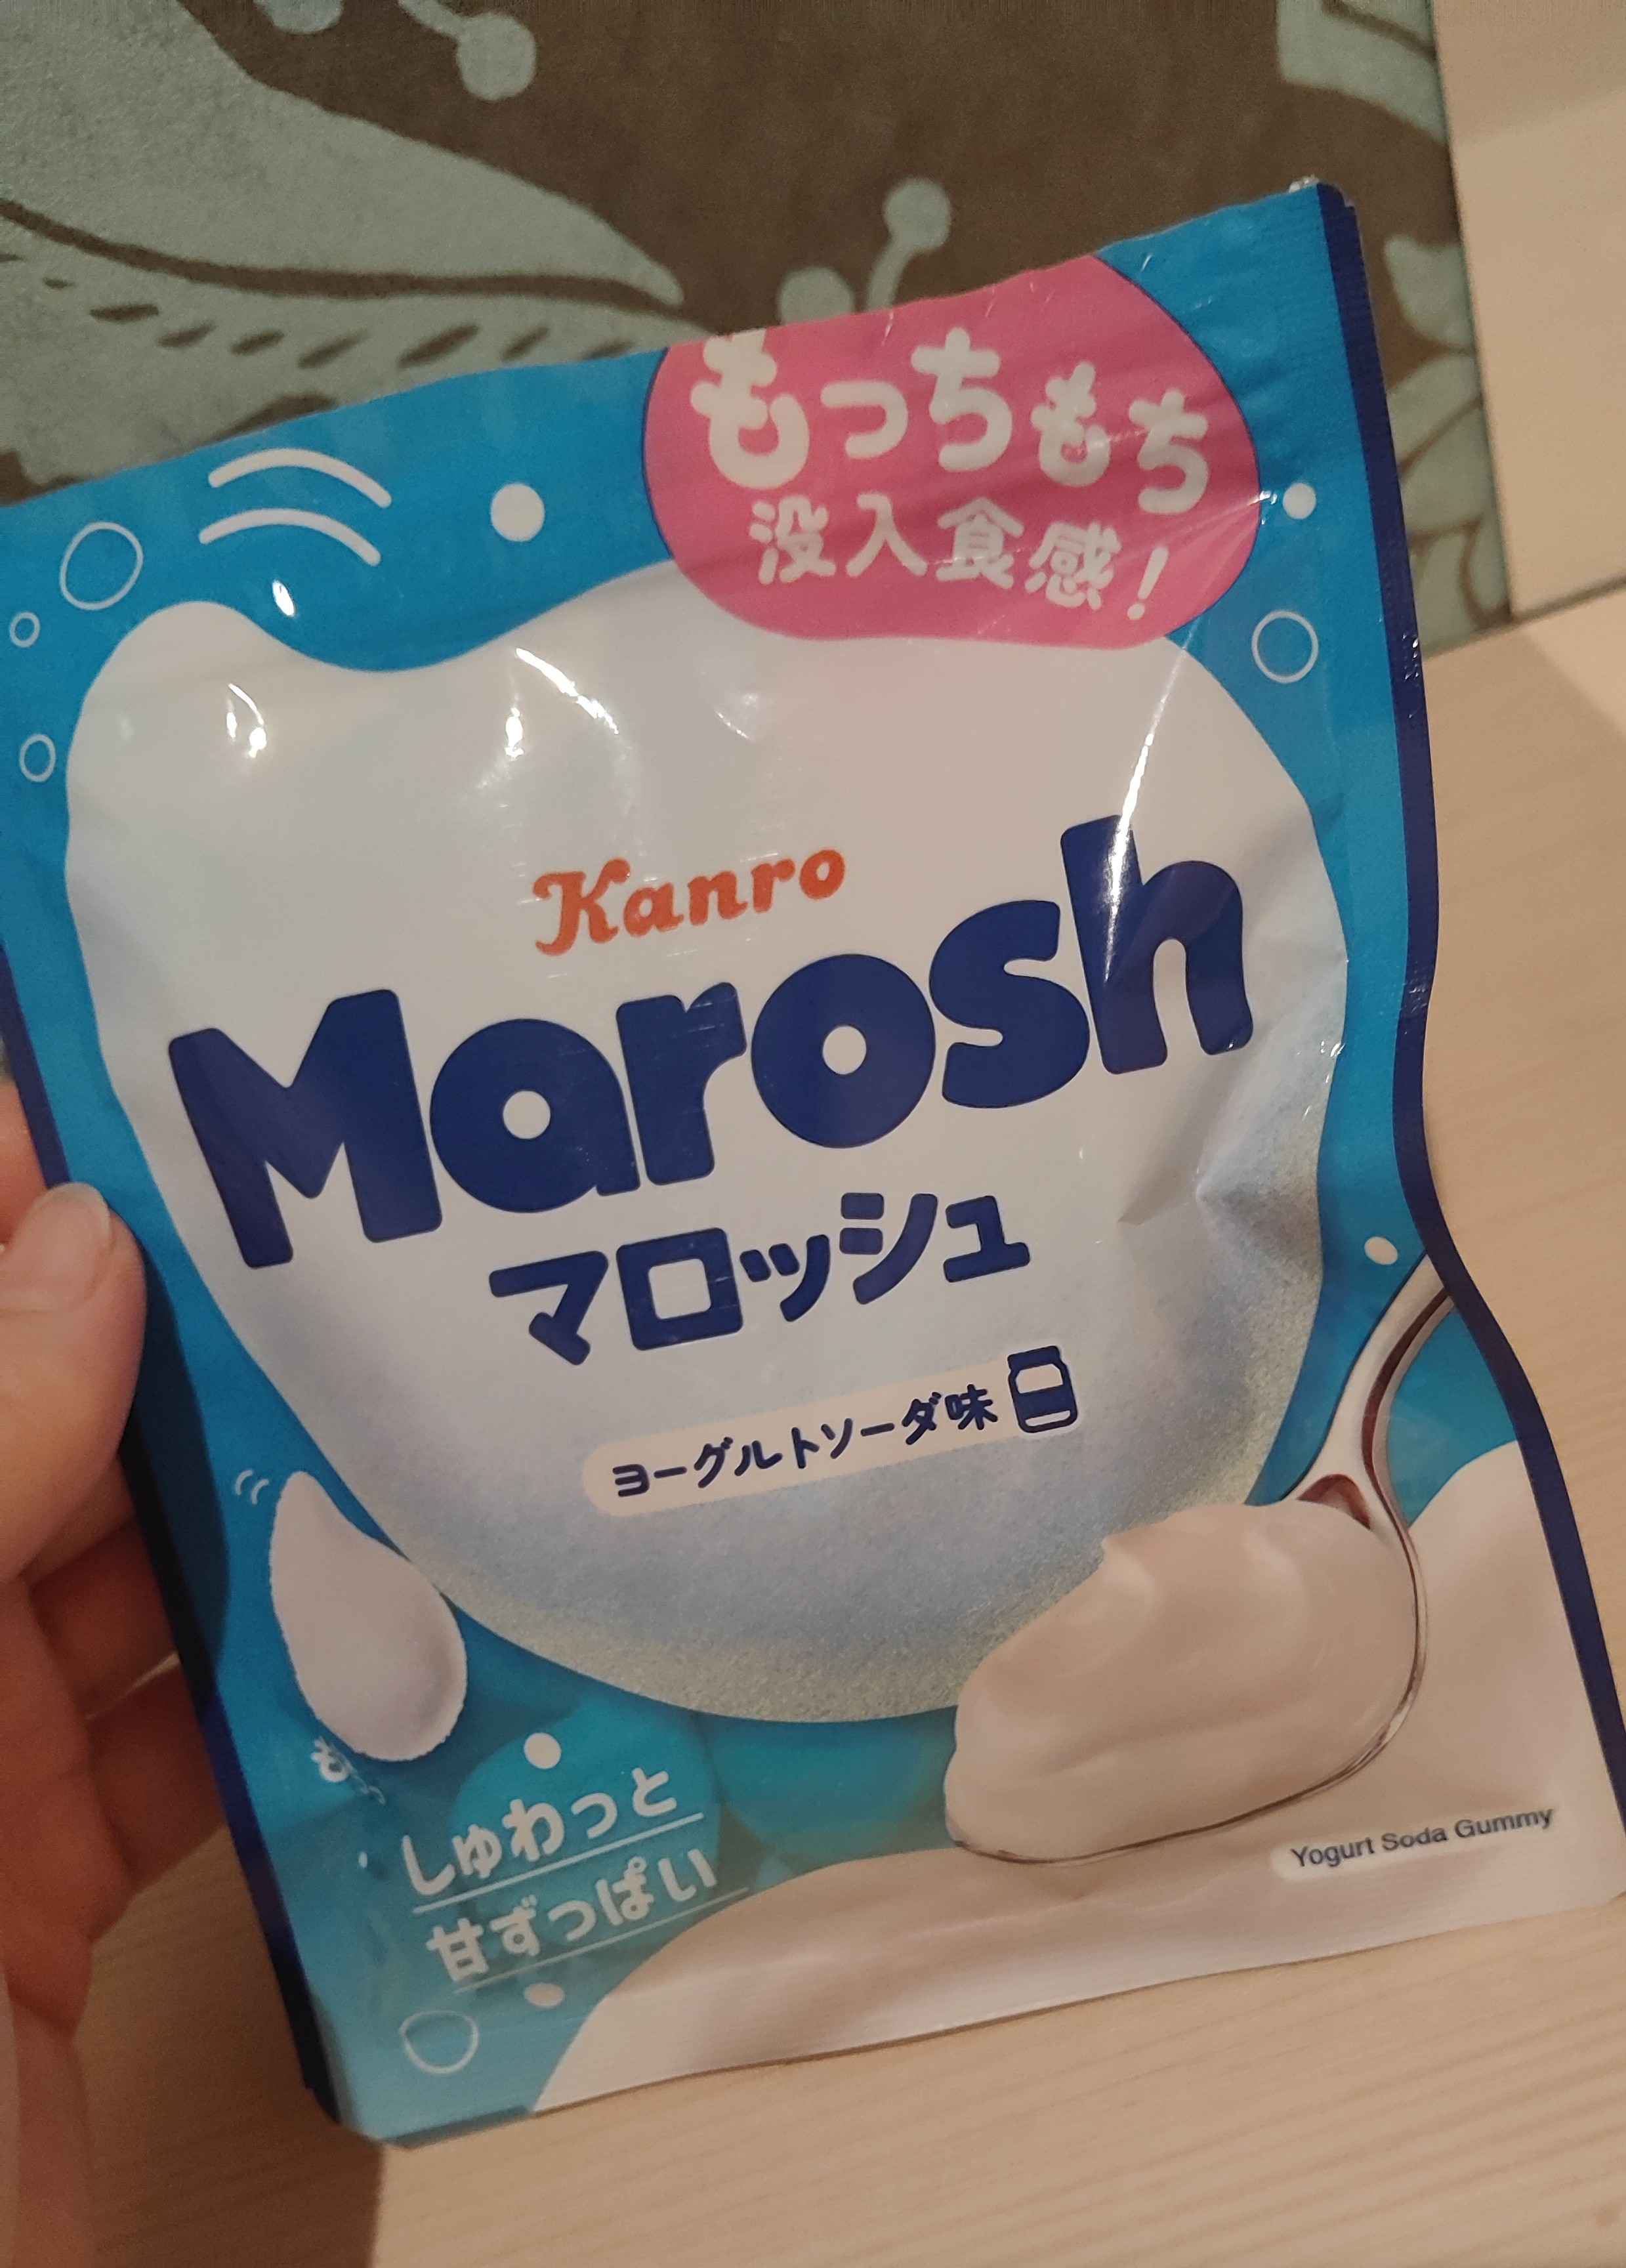 もっちもち
没入食感!
Kanro
Marosh
マロッシュ
ヨーグルトソーダ味
しゅわっと
甘ずっぱい
Yogurt Soda Gummy